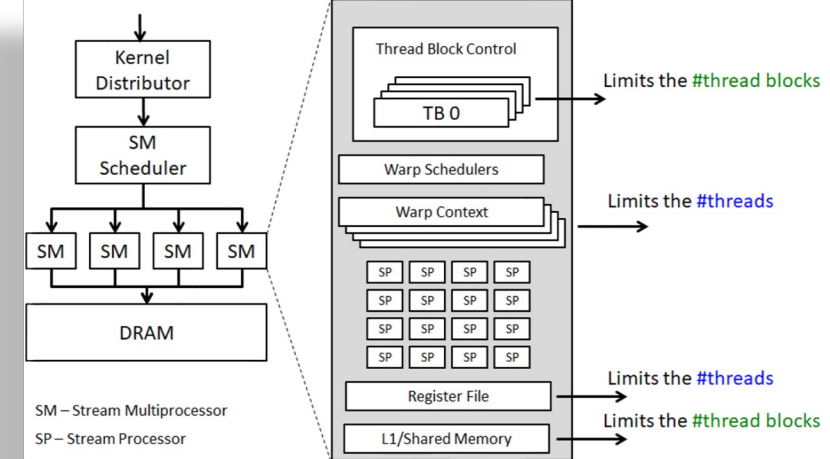 Kernel
Distributor
SM
Scheduler
SM SM SM SM
DRAM
SM – Stream Multiprocessor
SP – Stream Processor
Thread Block Control
TB 0
Limits the #thread blocks
Warp Schedulers
Warp Context
Limits the #threads
SP SP SP SP
SP SP SP SP
SP SP SP SP
SP SP SP SP
Register File
Limits the #threads
L1/Shared Memory
Limits the #thread blocks